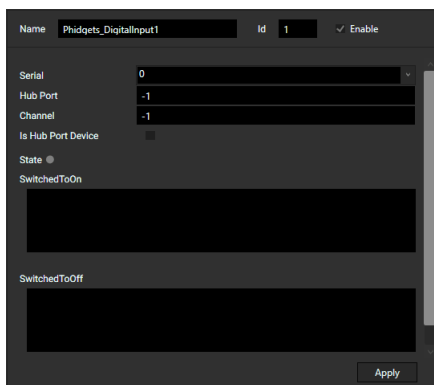 Name Phidgets_DigitalInput1 Id 1 Enable
Serial 0
Hub Port -1
Channel -1
Is Hub Port Device
State
SwitchedToOn
SwitchedToOff
Apply